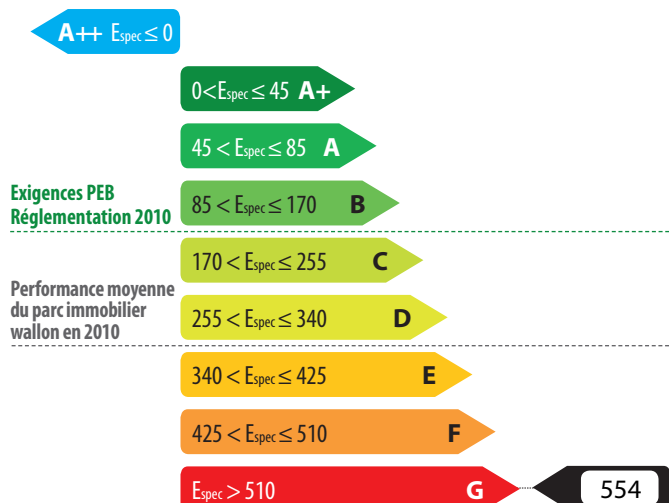 A++ Espec ≤ 0
0<Espec ≤ 45 A+
45 < Espec ≤ 85 A
Exigences PEB
Réglementation 2010
85 < Espec ≤ 170 B
170 < Espec ≤ 255 C
Performance moyenne
du parc immobilier
wallon en 2010
255 < Espec ≤ 340 D
340 < Espec ≤ 425 E
425 < Espec ≤ 510 F
Espec > 510 G 554